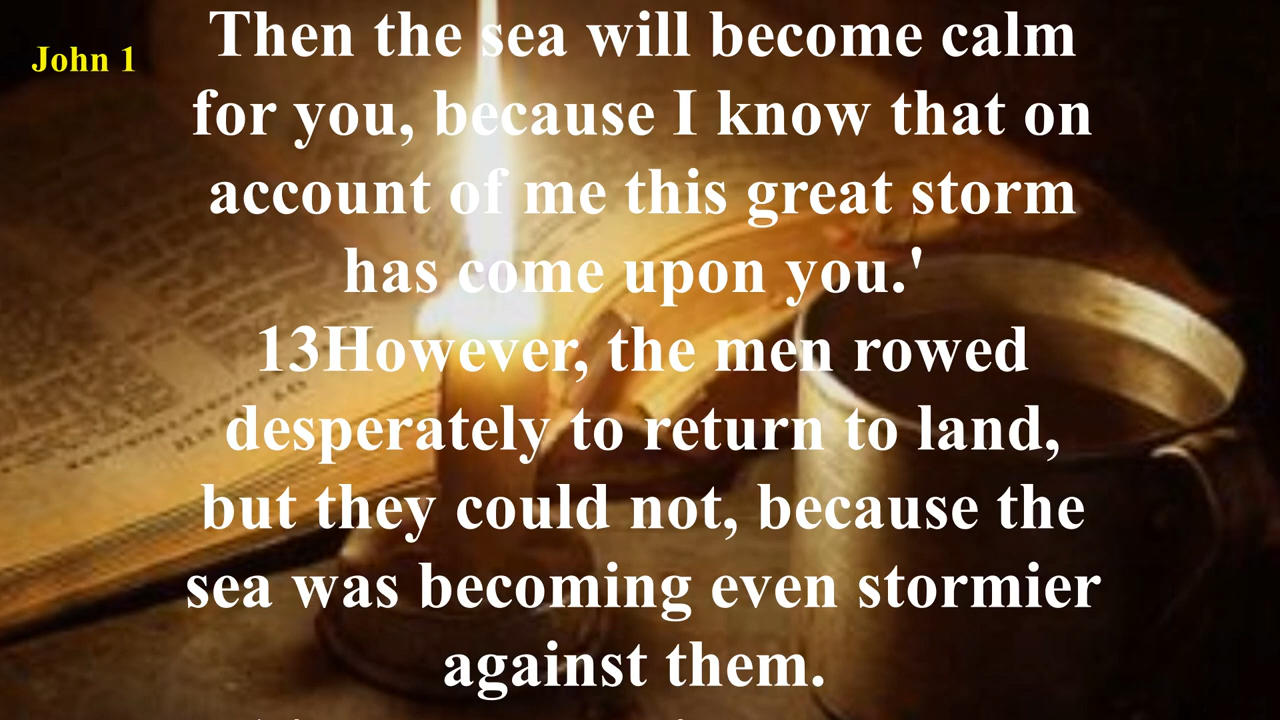 John 1
Then the sea will become calm
for you, because I know that on
account of me this great storm
has come upon you.'
13However, the men rowed
desperately to return to land,
but they could not, because the
sea was becoming even stormier
against them.